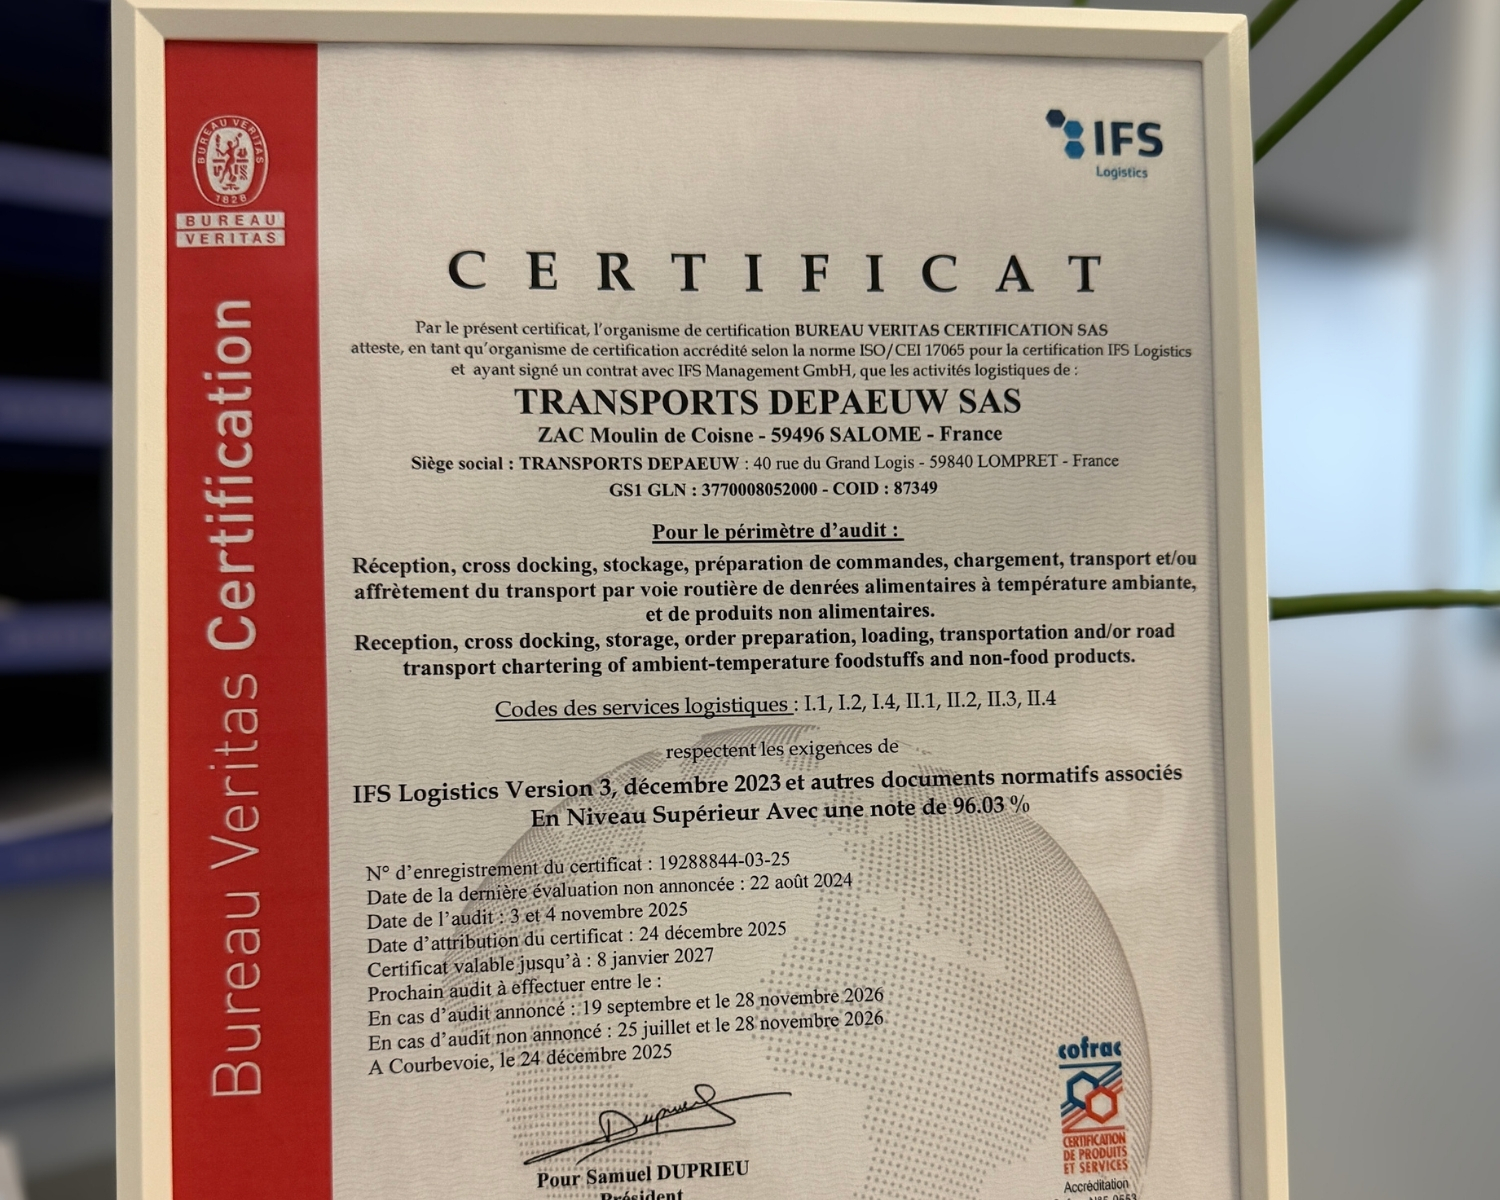 BUREAU VERITAS
1828
BUREAU
VERITAS
Bureau Veritas Certification
IFS
Logistics
CERTIFICAT
Par le présent certificat, l'organisme de certification BUREAU VERITAS CERTIFICATION SAS
atteste, en tant qu'organisme de certification accrédité selon la norme ISO/CEI 17065 pour la certification IFS Logistics
et ayant signé un contrat avec IFS Management GmbH, que les activités logistiques de :
TRANSPORTS DEPAEUW SAS
ZAC Moulin de Coisne - 59496 SALOME - France
Siège social : TRANSPORTS DEPAEUW : 40 rue du Grand Logis - 59840 LOMPRET - France
GS1 GLN : 3770008052000 - COID : 87349
Pour le périmètre d'audit :
Réception, cross docking, stockage, préparation de commandes, chargement, transport et/ou
affrètement du transport par voie routière de denrées alimentaires à température ambiante,
et de produits non alimentaires.
Reception, cross docking, storage, order preparation, loading, transportation and/or road
transport chartering of ambient-temperature foodstuffs and non-food products.
Codes des services logistiques : I.1, I.2, I.4, II.1, II.2, II.3, II.4
respectent les exigences de
IFS Logistics Version 3, décembre 2023 et autres documents normatifs associés
En Niveau Supérieur Avec une note de 96.03 %
N° d'enregistrement du certificat : 19288844-03-25
Date de la dernière évaluation non annoncée : 22 août 2024
Date de l'audit : 3 et 4 novembre 2025
Date d'attribution du certificat : 24 décembre 2025
Certificat valable jusqu'à : 8 janvier 2027
Prochain audit à effectuer entre le :
En cas d'audit annoncé : 19 septembre et le 28 novembre 2026
En cas d'audit non annoncé : 25 juillet et le 28 novembre 2026
A Courbevoie, le 24 décembre 2025
Duprieu
Pour Samuel DUPRIEU
Président
cofrac
CERTIFICATION
DE PRODUITS
ET SERVICES
Accréditation